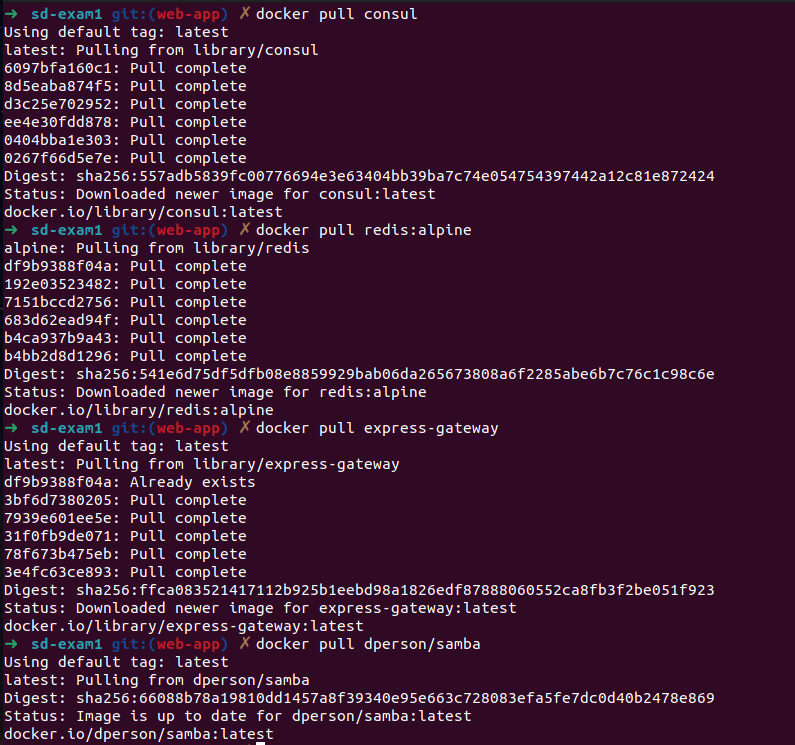 ➜ sd-exam1 git:(web-app) ✗ docker pull consul
Using default tag: latest
latest: Pulling from library/consul
6097bfa160c1: Pull complete
8d5eaba874f5: Pull complete
d3c25e702952: Pull complete
ee4e30fdd878: Pull complete
0404bba1e303: Pull complete
0267f66d5e7e: Pull complete
Digest: sha256:557adb5839fc00776694e3e63404bb39ba7c74e054754397442a12c81e872424
Status: Downloaded newer image for consul:latest
docker.io/library/consul:latest
➜ sd-exam1 git:(web-app) ✗ docker pull redis:alpine
alpine: Pulling from library/redis
df9b9388f04a: Pull complete
192e03523482: Pull complete
7151bccd2756: Pull complete
683d62ead94f: Pull complete
b4ca937b9a43: Pull complete
b4bb2d8d1296: Pull complete
Digest: sha256:541e6d75df5dfb08e8859929bab06da265673808a6f2285abe6b7c76c1c98c6e
Status: Downloaded newer image for redis:alpine
docker.io/library/redis:alpine
➜ sd-exam1 git:(web-app) ✗ docker pull express-gateway
Using default tag: latest
latest: Pulling from library/express-gateway
df9b9388f04a: Already exists
3bf6d7380205: Pull complete
7939e601ee5e: Pull complete
31f0fb9de071: Pull complete
78f673b475eb: Pull complete
3e4fc63ce893: Pull complete
Digest: sha256:ffca083521417112b925b1eebd98a1826edf87888060552ca8fb3f2be051f923
Status: Downloaded newer image for express-gateway:latest
docker.io/library/express-gateway:latest
➜ sd-exam1 git:(web-app) ✗ docker pull dperson/samba
Using default tag: latest
latest: Pulling from dperson/samba
Digest: sha256:66088b78a19810dd1457a8f39340e95e663c728083efa5fe7dc0d40b2478e869
Status: Image is up to date for dperson/samba:latest
docker.io/dperson/samba:latest